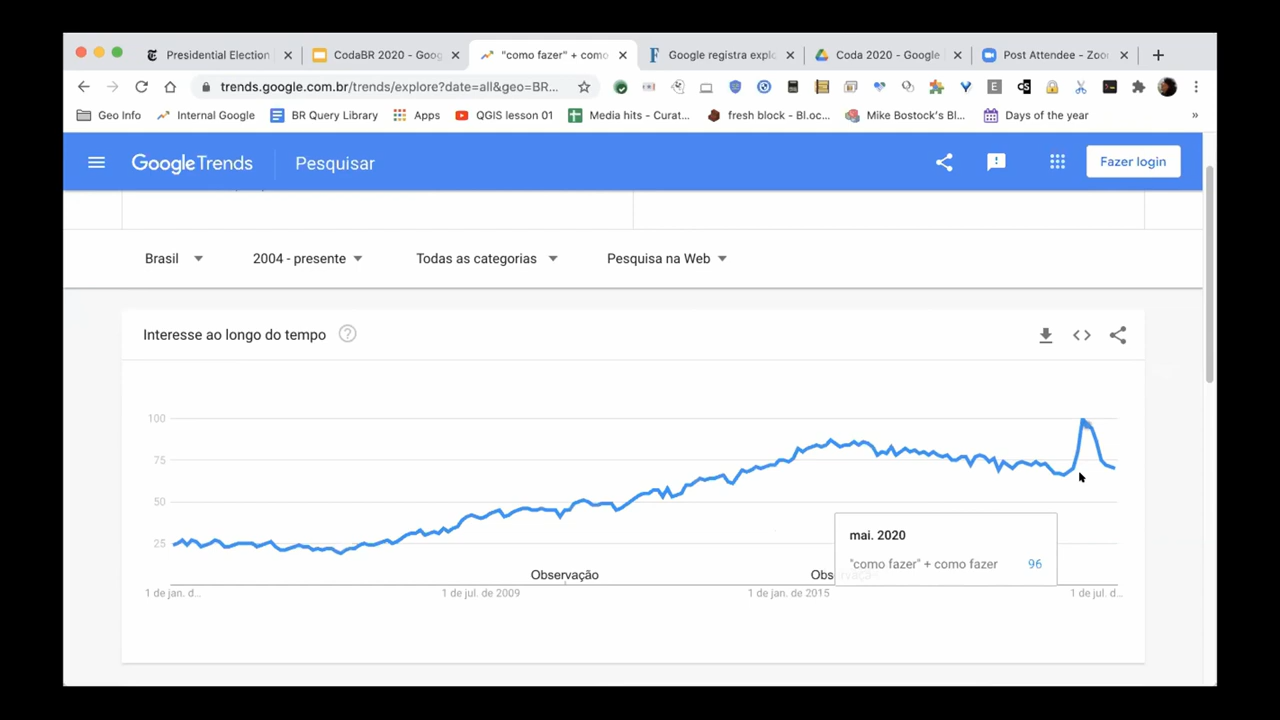 Presidential Election
CodaBR 2020 - Goog
"como fazer" + como
Google registra explo
Coda 2020 - Google
Post Attendee - Zoo
trends.google.com.br/trends/explore?date=all&geo=BR...
Geo Info
Internal Google
BR Query Library
Apps
QGIS lesson 01
Media hits - Curat...
fresh block - Bl.oc...
Mike Bostock's Bl...
Days of the year
»
Google Trends
Pesquisar
Fazer login
Brasil
2004 - presente
Todas as categorias
Pesquisa na Web
Interesse ao longo do tempo
100
75
50
25
Observação
mai. 2020
"como fazer" + como fazer 96
1 de jan. d...
1 de jul. de 2009
1 de jan. de 2015
1 de jul. d...